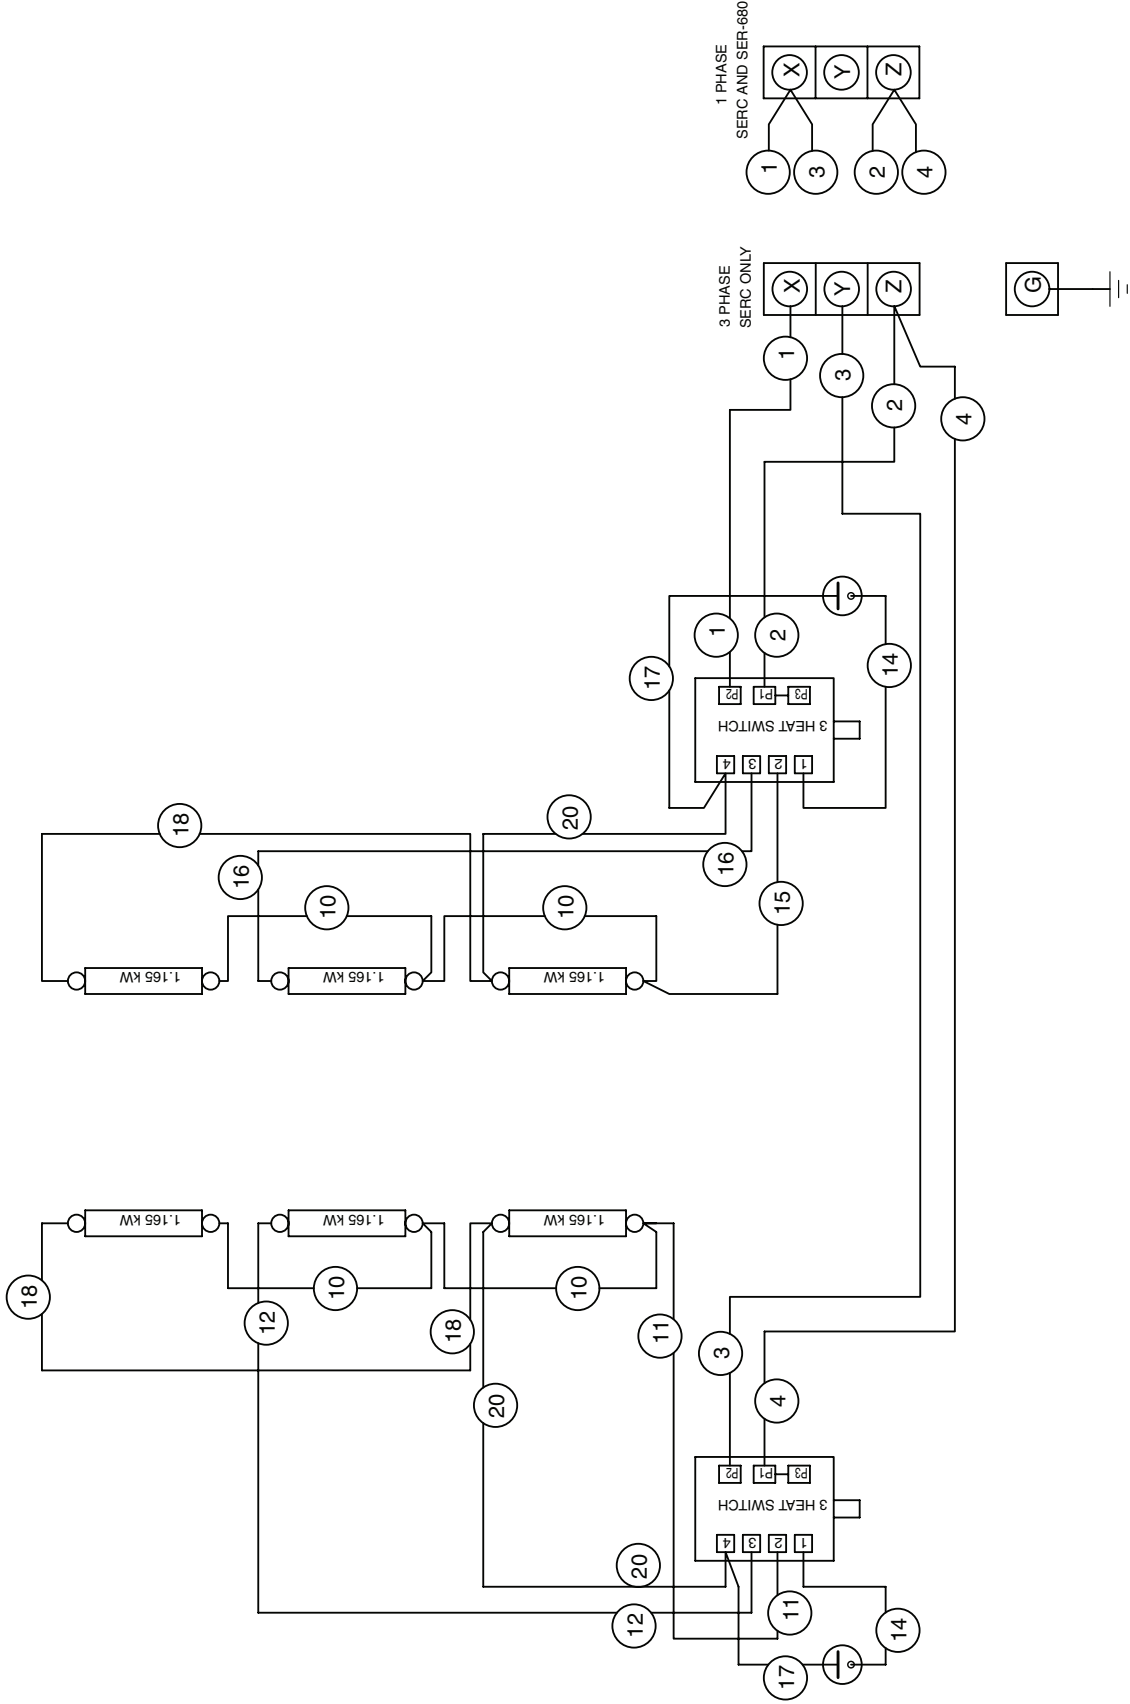 1 PHASE
SERC AND SER-680
X
Y
Z
1
3
2
4
3 PHASE
SERC ONLY
X
Y
Z
G
1
3
2
4
17
1
2
14
P2
P1
P3
3 HEAT SWITCH
4
3
2
1
18
20
16
16
10
10
15
1.165 kW
1.165 kW
1.165 kW
1.165 kW
1.165 kW
1.165 kW
18
10
10
12
18
11
3
20
4
P2
P1
P3
3 HEAT SWITCH
4
3
2
1
20
12
11
14
17